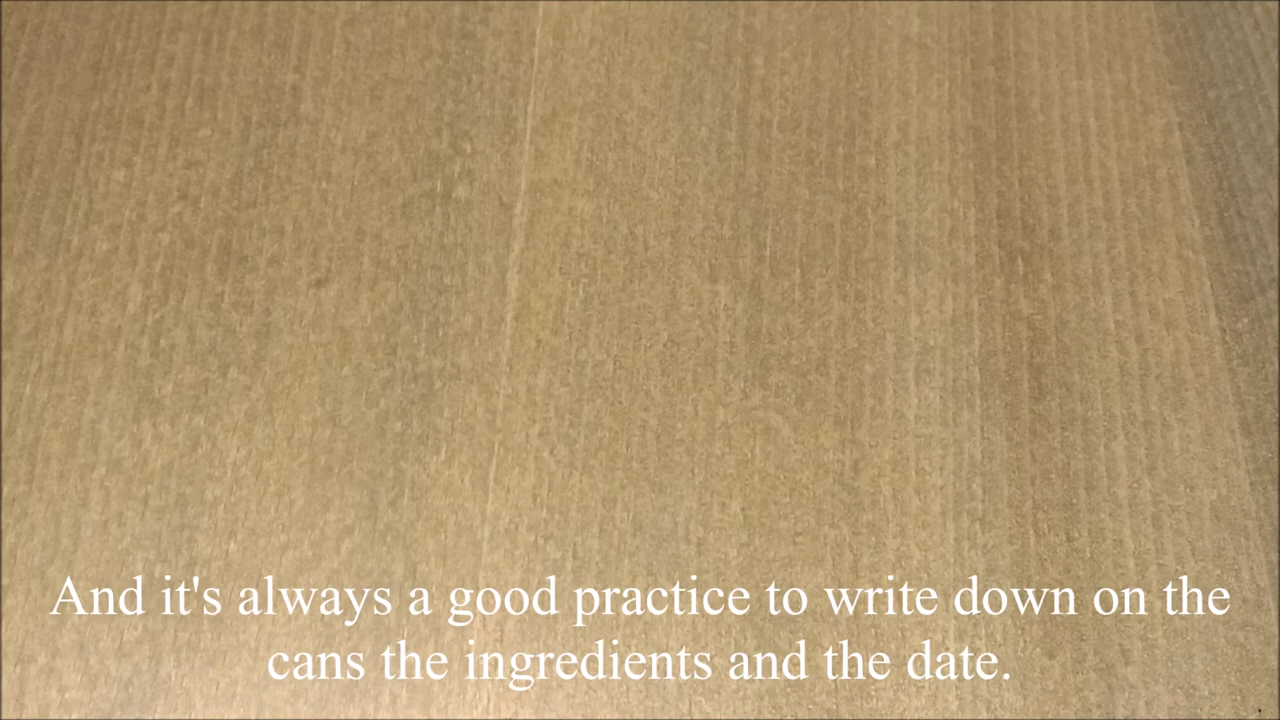 And it's always a good practice to write down on the
cans the ingredients and the date.